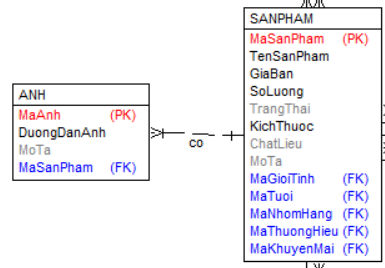 ANH
MaAnh (PK)
DuongDanAnh
MoTa
MaSanPham (FK)
co
SANPHAM
MaSanPham (PK)
TenSanPham
GiaBan
SoLuong
TrangThai
KichThuoc
ChatLieu
MoTa
MaGioiTinh (FK)
MaTuoi (FK)
MaNhomHang (FK)
MaThuongHieu (FK)
MaKhuyenMai (FK)